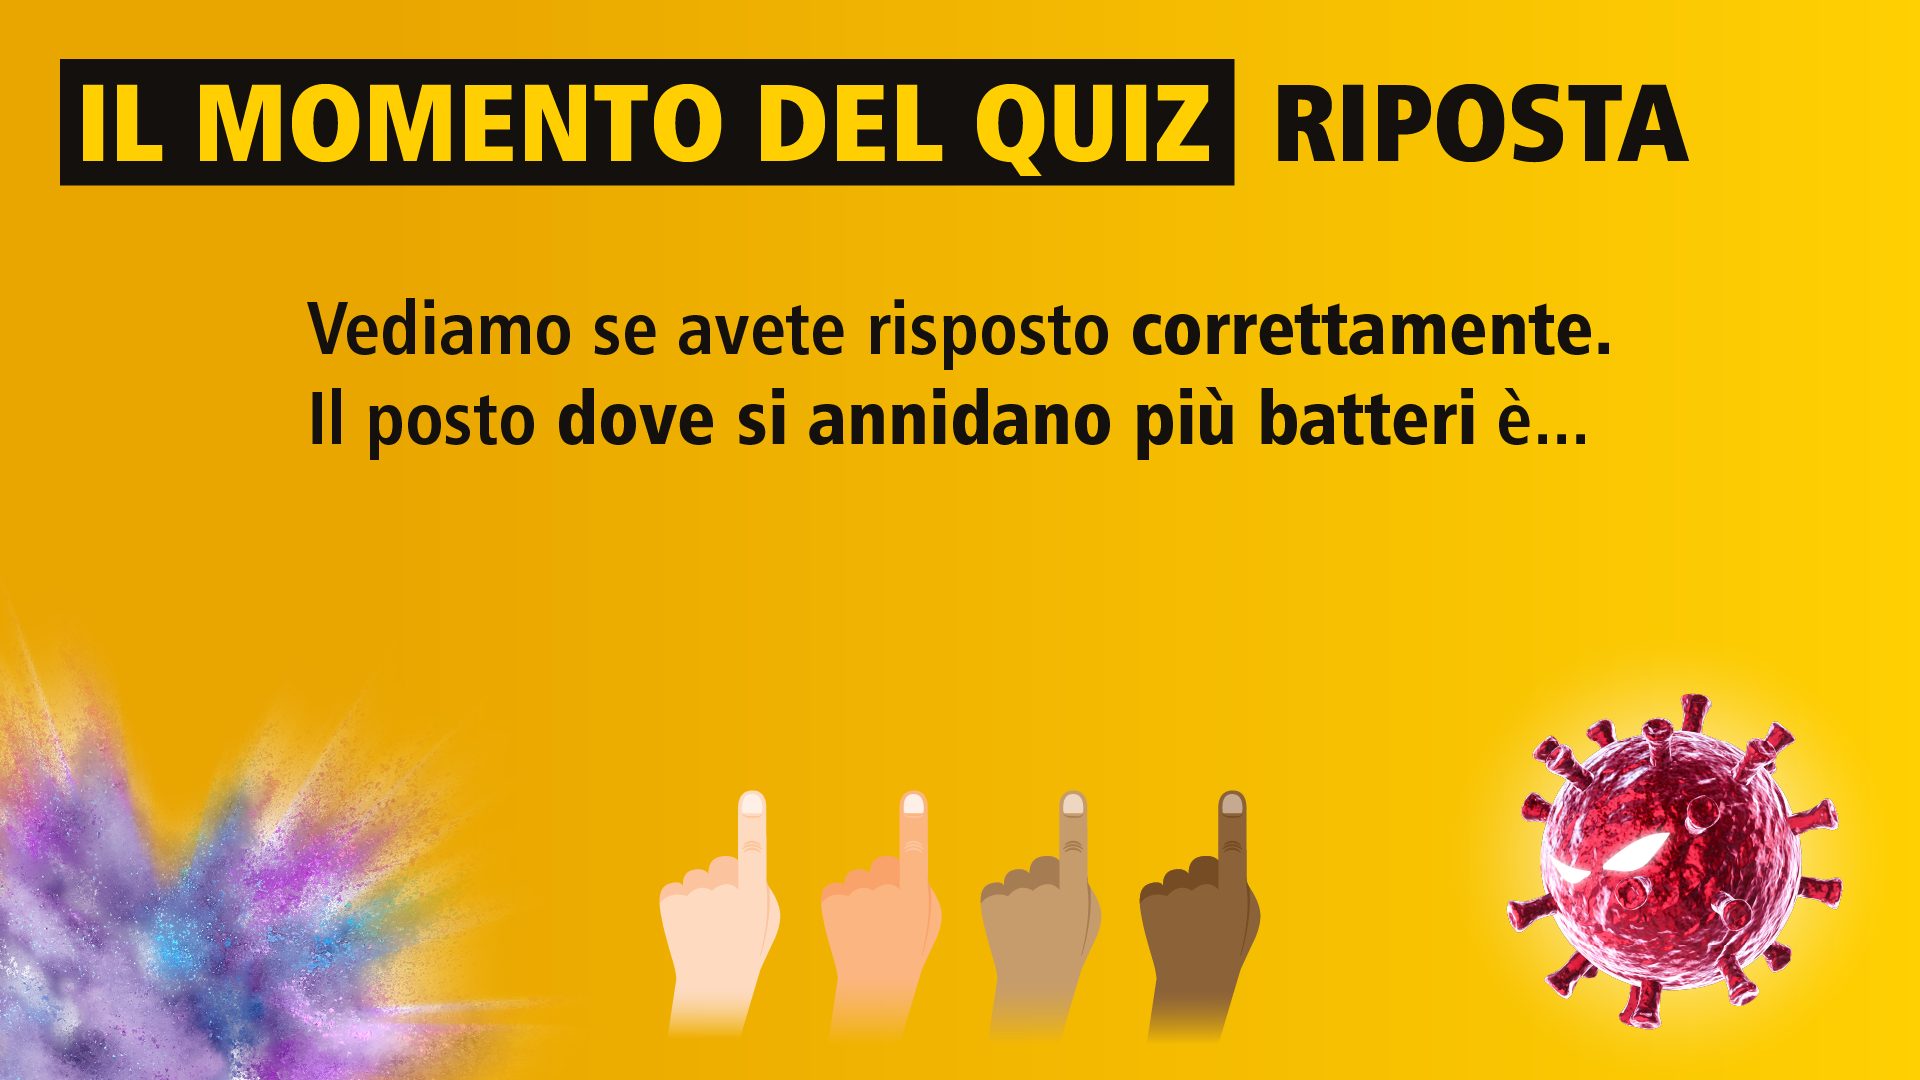 IL MOMENTO DEL QUIZ RIPOSTA
Vediamo se avete risposto correttamente.
Il posto dove si annidano più batteri è...